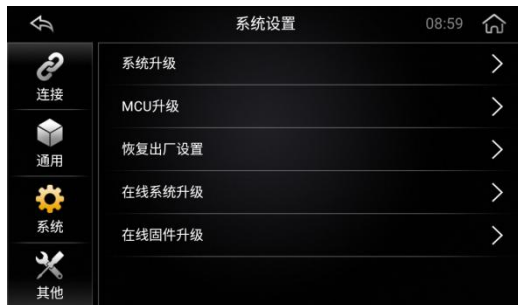 系统设置
08:59
连接
通用
系统
其他
系统升级
MCU升级
恢复出厂设置
在线系统升级
在线固件升级